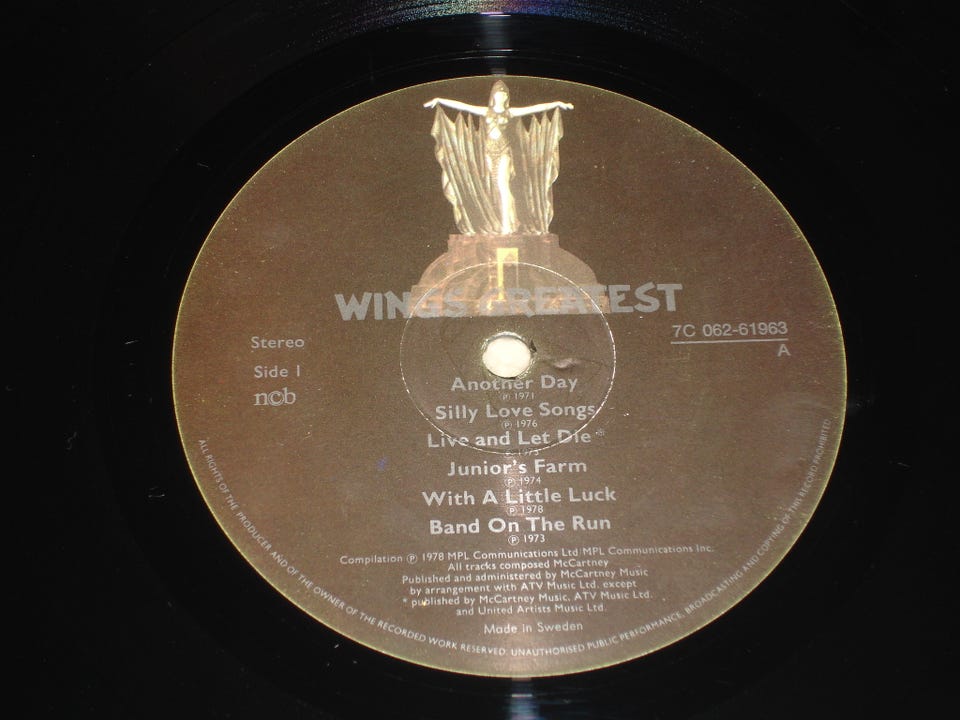 WINGS GREATEST
7C 062-61963
A
Stereo
Side 1
n©b
Another Day
℗ 1971
Silly Love Songs
℗ 1976
Live and Let Die *
℗ 1973
Junior's Farm
℗ 1974
With A Little Luck
℗ 1978
Band On The Run
℗ 1973
Compilation ℗ 1978 MPL Communications Ltd/MPL Communications Inc.
All tracks composed McCartney
Published and administered by McCartney Music
by arrangement with ATV Music Ltd. except
* published by McCartney Music, ATV Music Ltd.
and United Artists Music Ltd.
Made in Sweden
ALL RIGHTS OF THE PRODUCER AND OF THE OWNER OF THE RECORDED WORK RESERVED. UNAUTHORISED PUBLIC PERFORMANCE, BROADCASTING AND COPYING OF THIS RECORD PROHIBITED